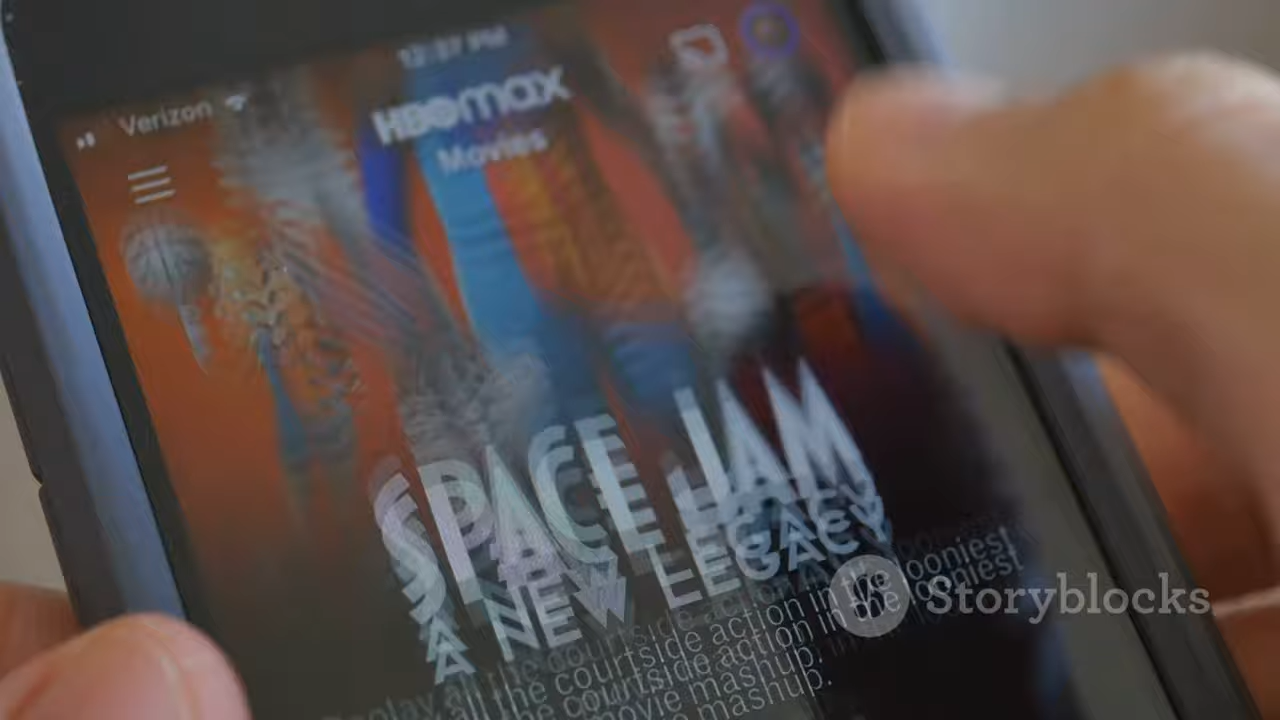 Verizon
HBOmax
Movies
SPACE JAM
A NEW LEGACY
all the courtside action in the looniest
movie mashup.
Storyblocks